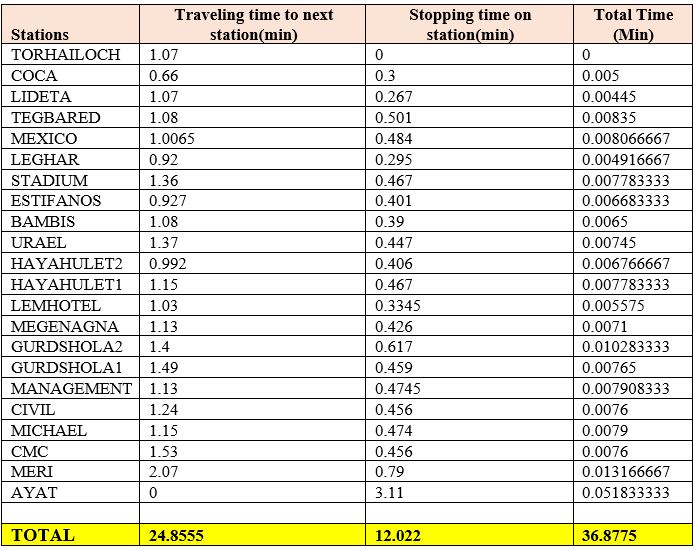 Stations Traveling time to next station(min) Stopping time on station(min) Total Time (Min)
TORHAILOCH 1.07 0 0
COCA 0.66 0.3 0.005
LIDETA 1.07 0.267 0.00445
TEGBARED 1.08 0.501 0.00835
MEXICO 1.0065 0.484 0.008066667
LEGHAR 0.92 0.295 0.004916667
STADIUM 1.36 0.467 0.007783333
ESTIFANOS 0.927 0.401 0.006683333
BAMBIS 1.08 0.39 0.0065
URAEL 1.37 0.447 0.00745
HAYAHULET2 0.992 0.406 0.006766667
HAYAHULET1 1.15 0.467 0.007783333
LEMHOTEL 1.03 0.3345 0.005575
MEGENAGNA 1.13 0.426 0.0071
GURDSHOLA2 1.4 0.617 0.010283333
GURDSHOLA1 1.49 0.459 0.00765
MANAGEMENT 1.13 0.4745 0.007908333
CIVIL 1.24 0.456 0.0076
MICHAEL 1.15 0.474 0.0079
CMC 1.53 0.456 0.0076
MERI 2.07 0.79 0.013166667
AYAT 0 3.11 0.051833333
TOTAL 24.8555 12.022 36.8775